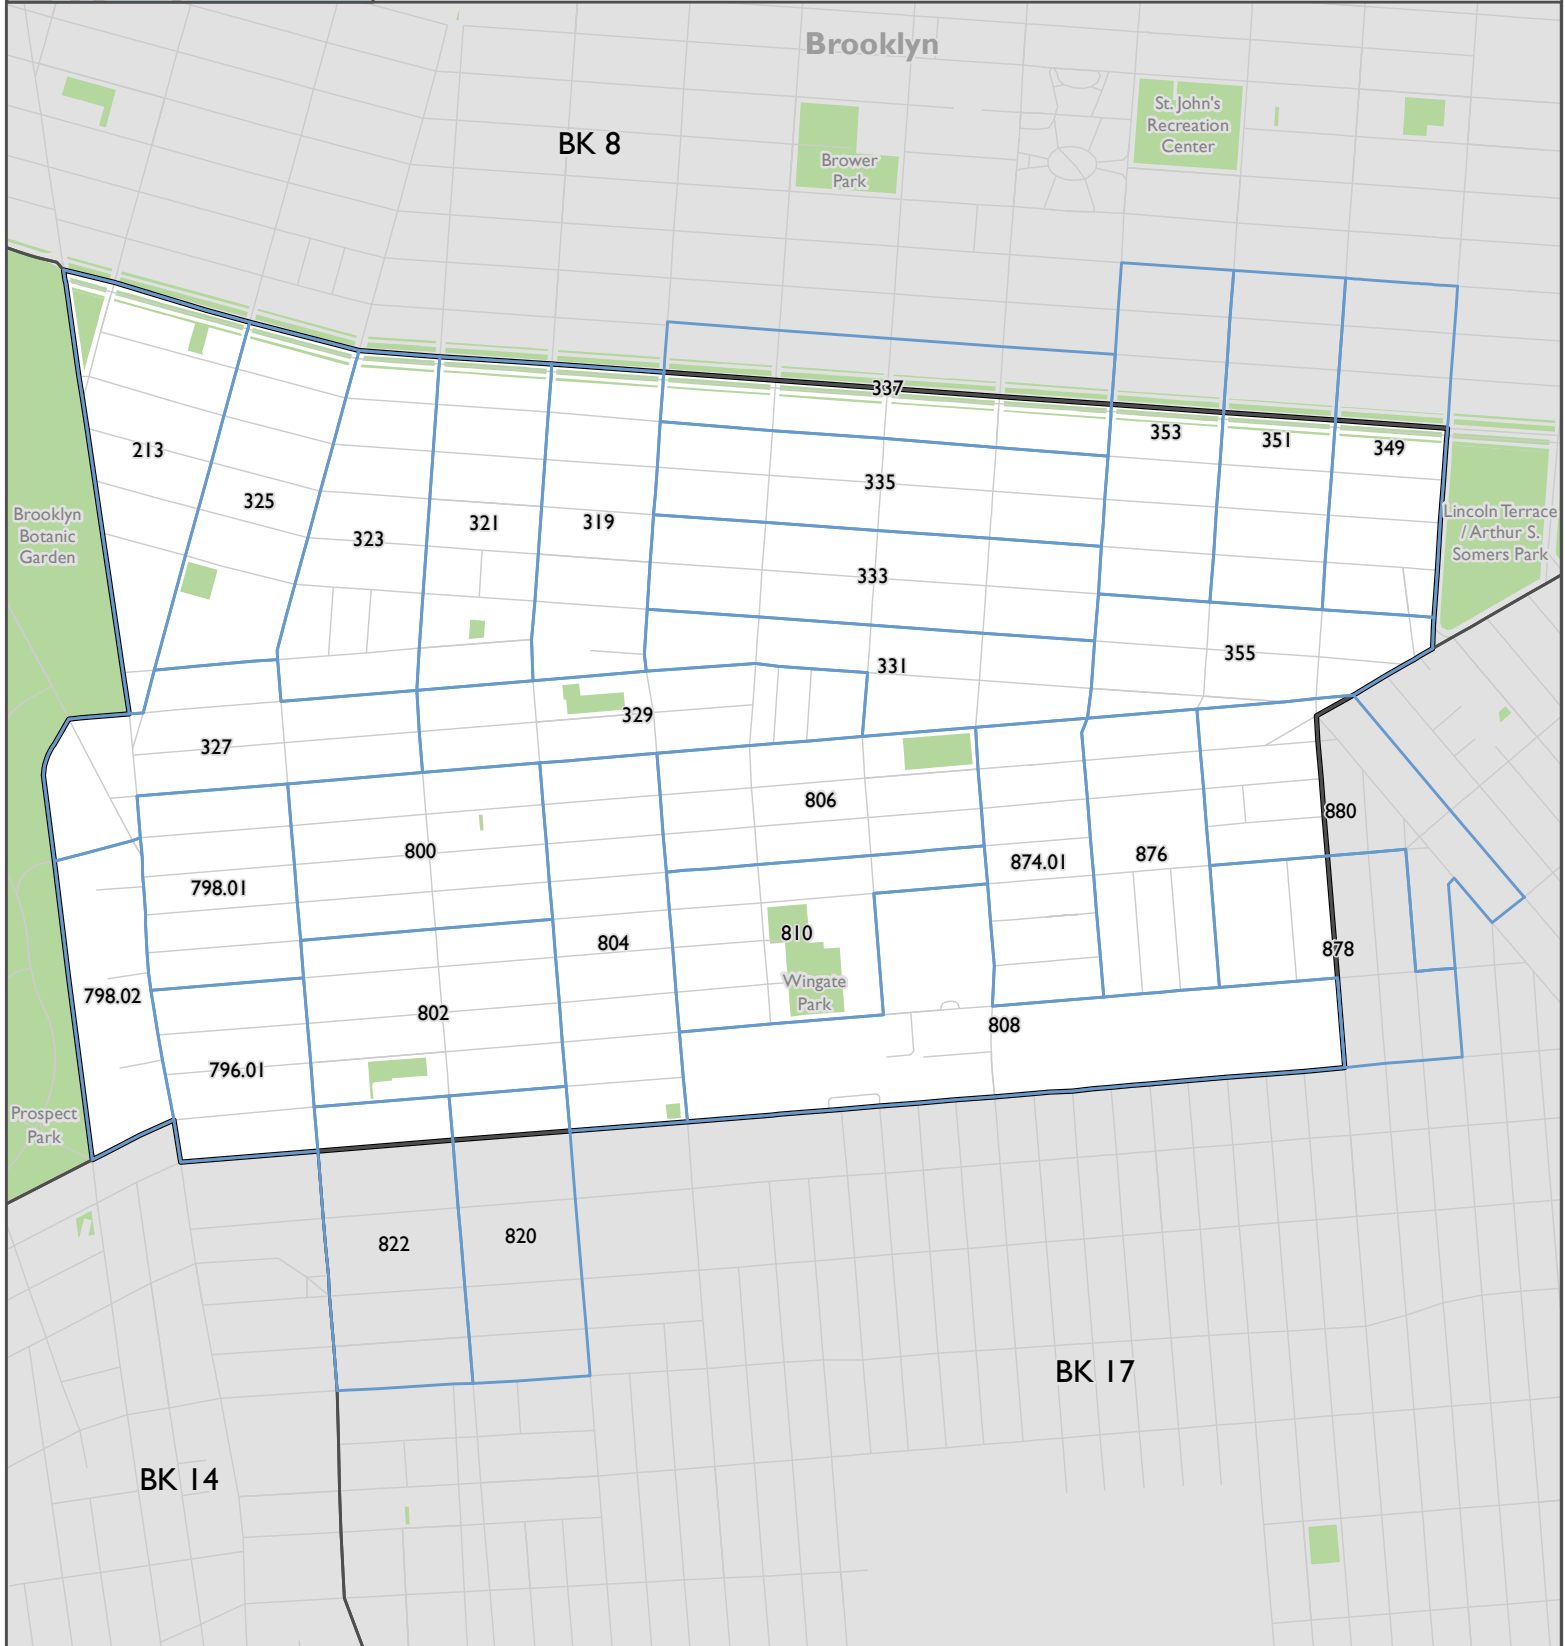 Brooklyn
BK 8
St. John's
Recreation
Center
Brower
Park
337
353
351
349
213
335
325
321
319
323
Brooklyn
Botanic
Garden
Lincoln Terrace
/ Arthur S.
Somers Park
333
355
331
329
327
806
880
800
876
874.01
798.01
810
804
878
Wingate
Park
798.02
802
808
796.01
Prospect
Park
822
820
BK 17
BK 14